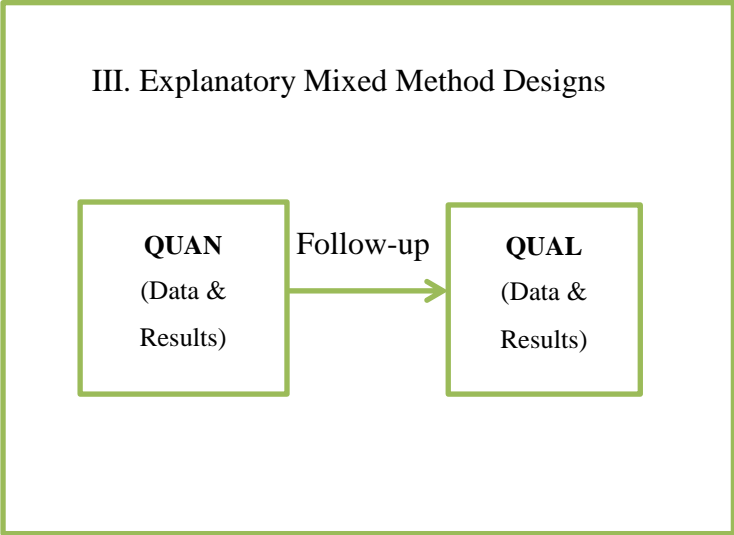 III. Explanatory Mixed Method Designs
QUAN
(Data &
Results)
Follow-up
QUAL
(Data &
Results)